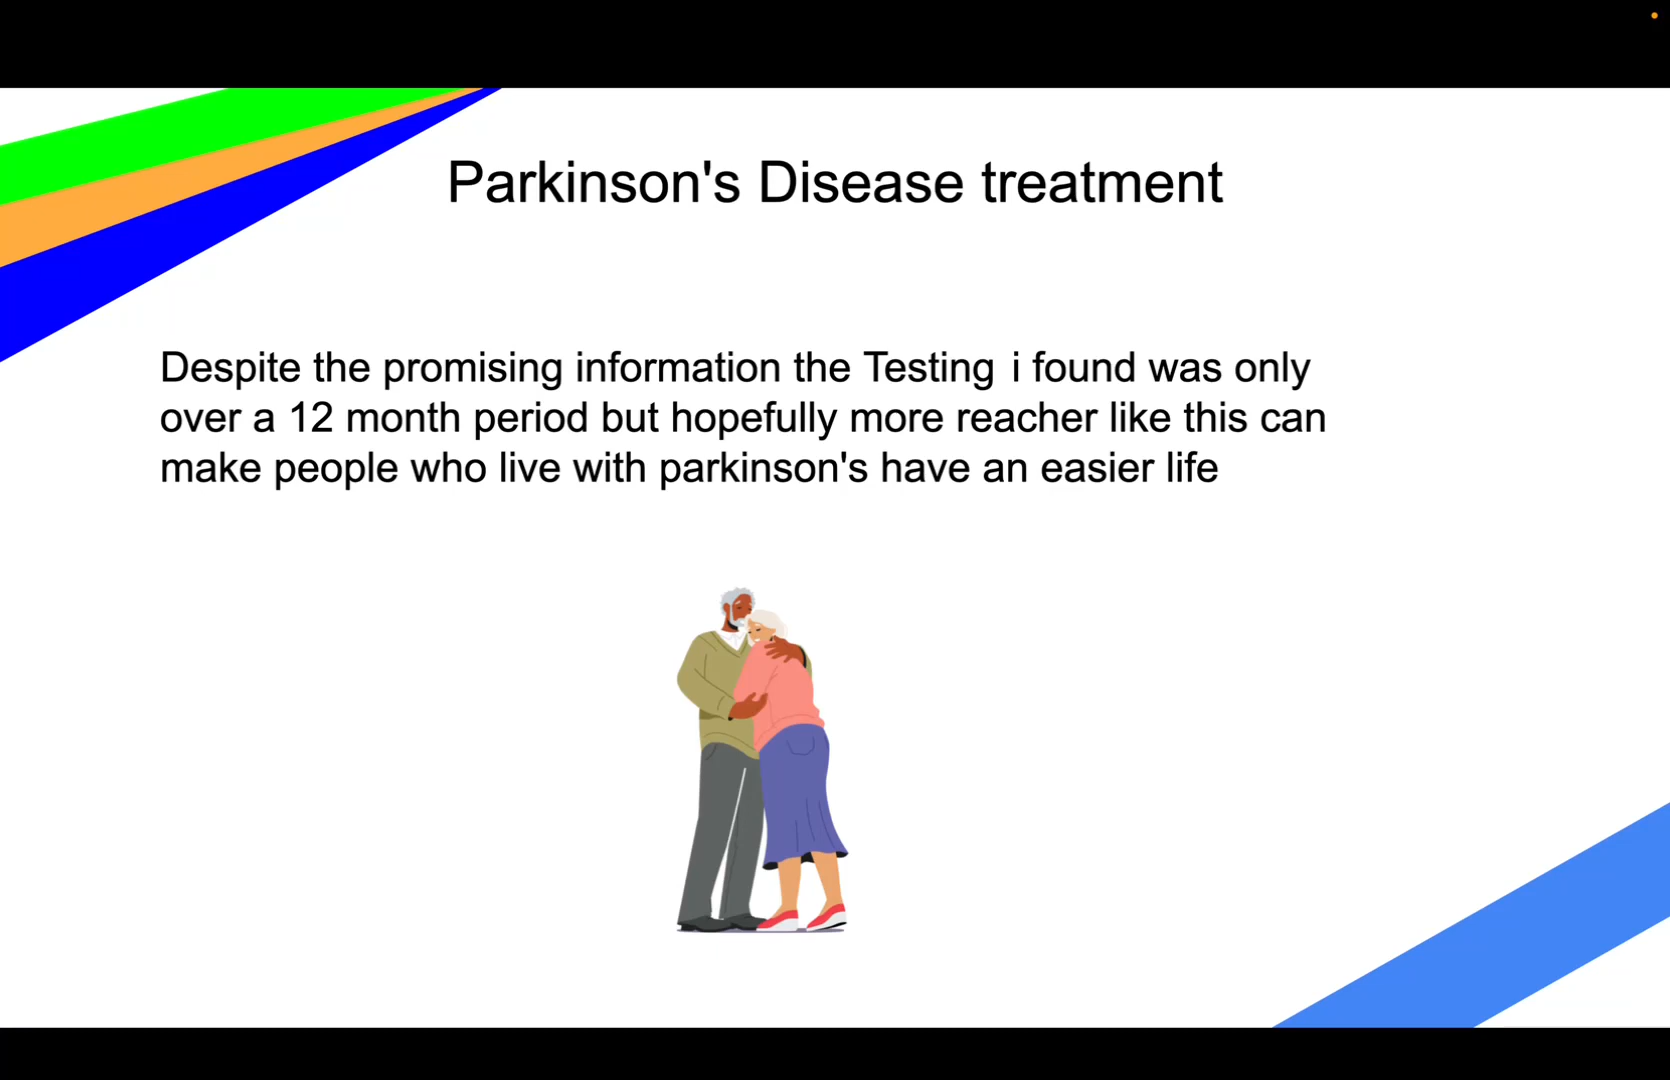 Parkinson's Disease treatment
Despite the promising information the Testing i found was only
over a 12 month period but hopefully more reacher like this can
make people who live with parkinson's have an easier life